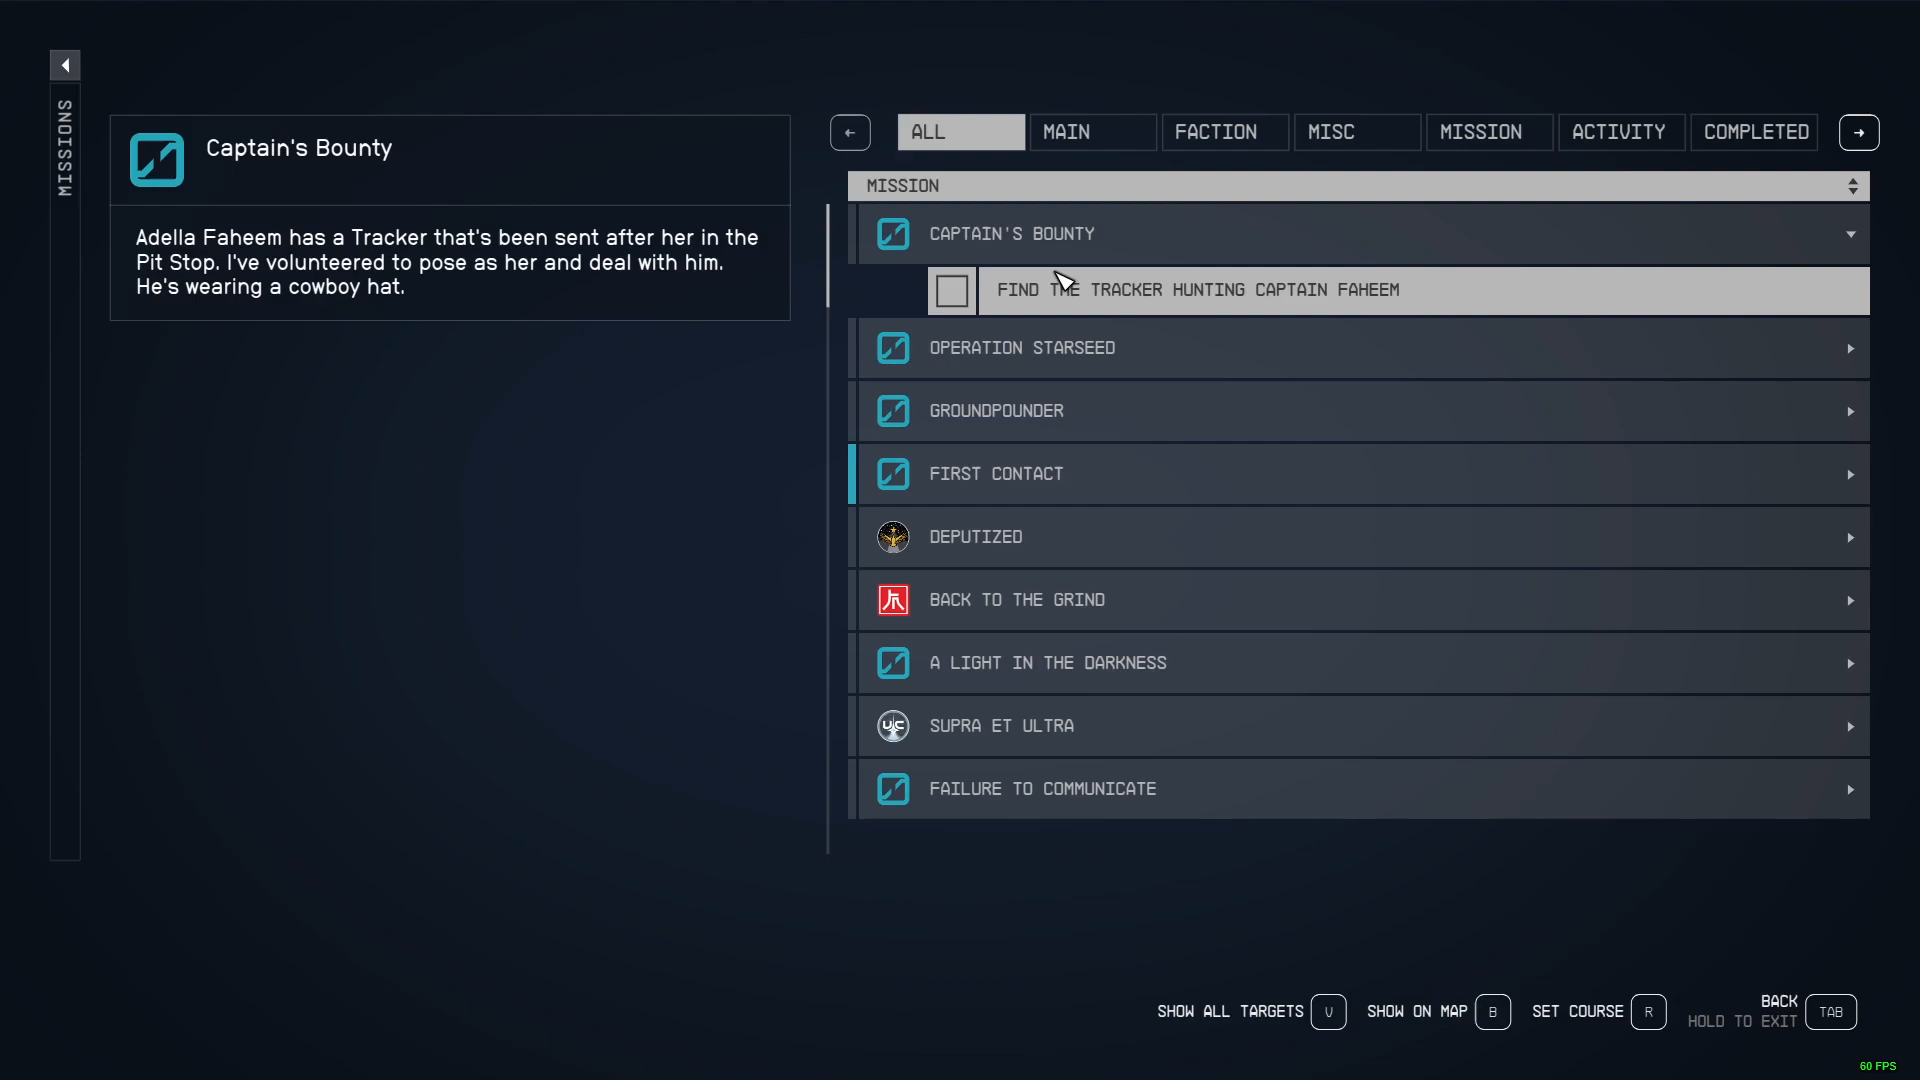 MISSIONS
Captain's Bounty
Adella Faheem has a Tracker that's been sent after her in the
Pit Stop. I've volunteered to pose as her and deal with him.
He's wearing a cowboy hat.
ALL MAIN FACTION MISC MISSION ACTIVITY COMPLETED
MISSION
CAPTAIN'S BOUNTY
FIND THE TRACKER HUNTING CAPTAIN FAHEEM
OPERATION STARSEED
GROUNDPOUNDER
FIRST CONTACT
DEPUTIZED
BACK TO THE GRIND
A LIGHT IN THE DARKNESS
UC
SUPRA ET ULTRA
FAILURE TO COMMUNICATE
SHOW ALL TARGETS V SHOW ON MAP B SET COURSE R BACK TAB
HOLD TO EXIT
60 FPS